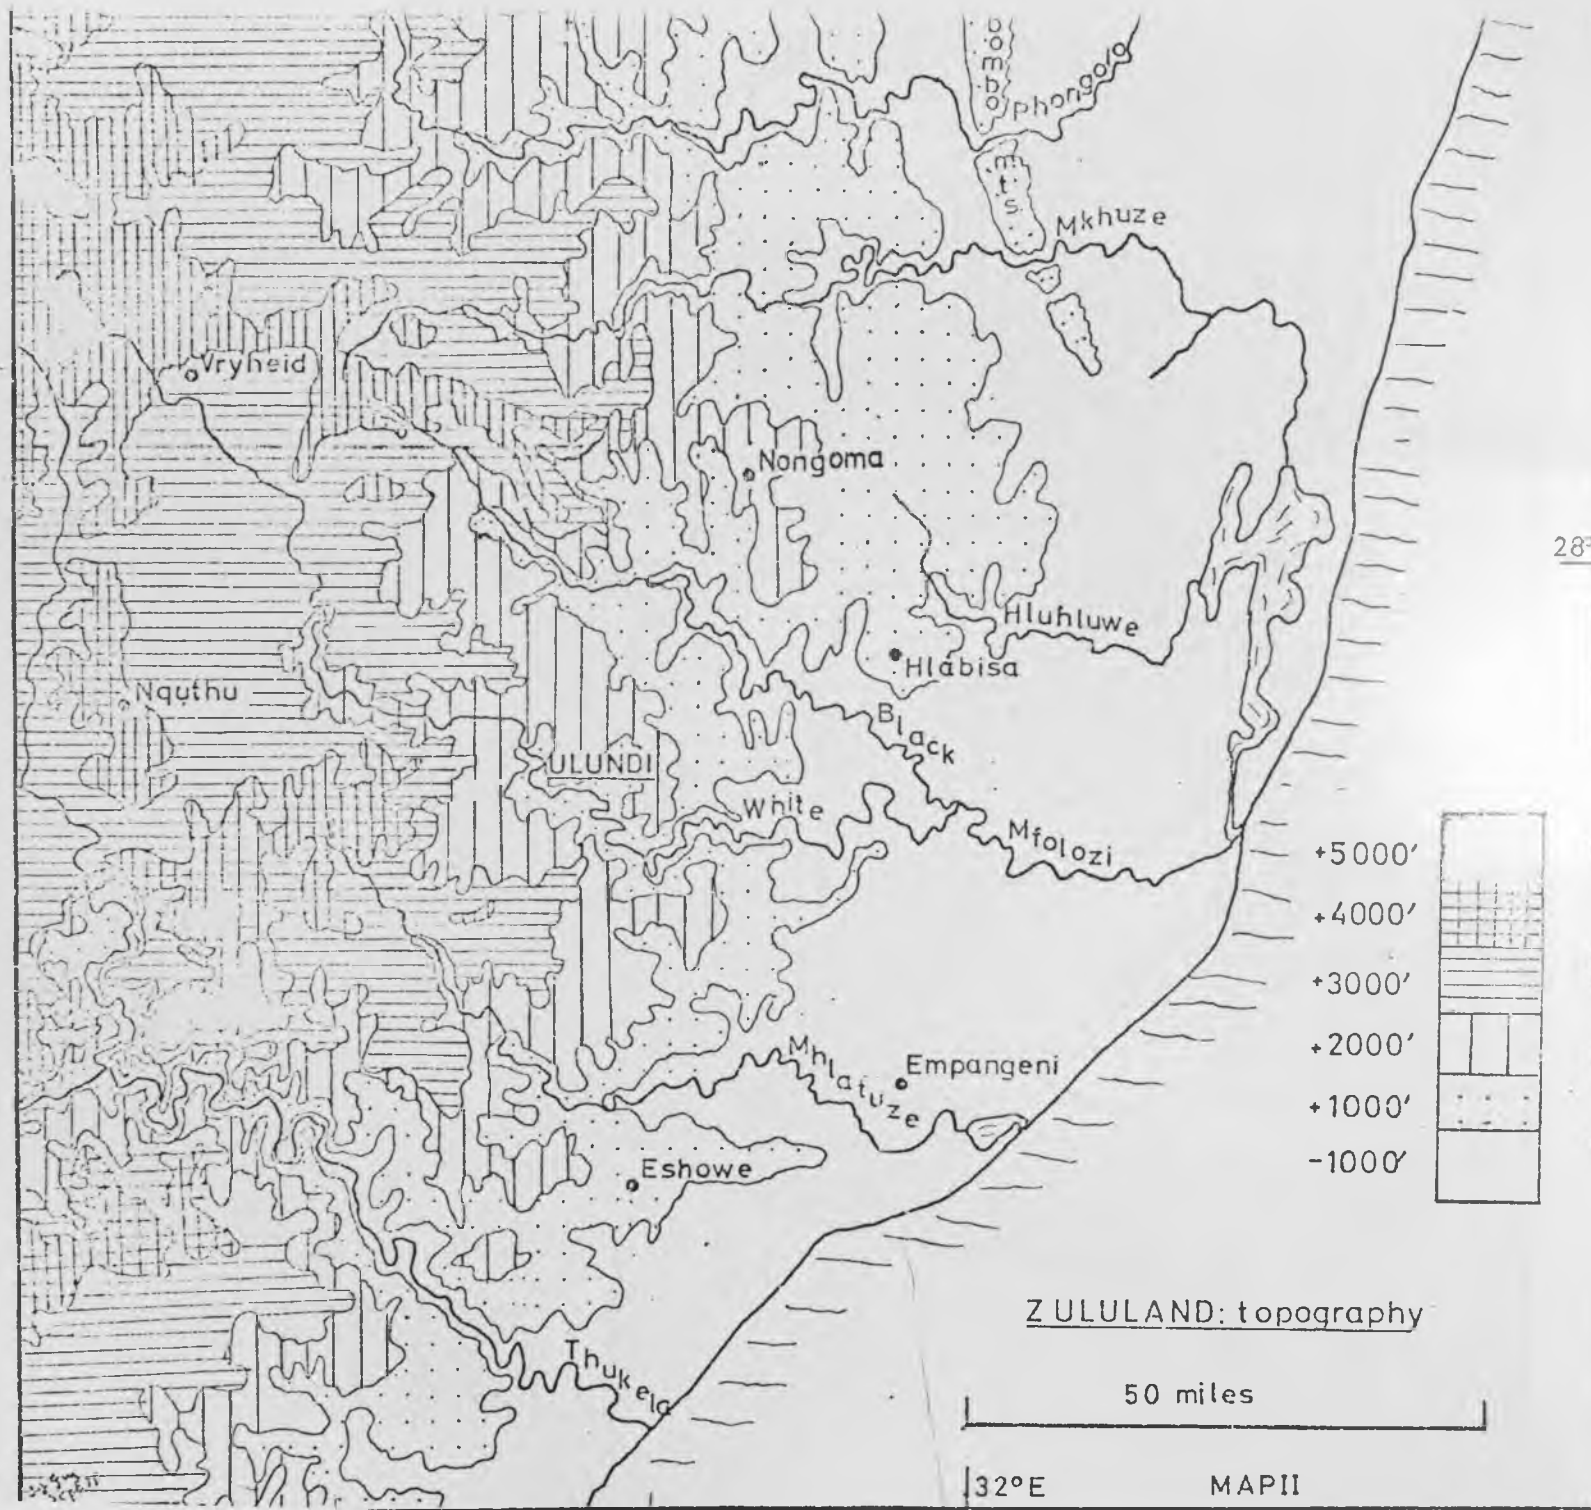 bombo
Phongolo
mts.
Mkhuze
Vryheid
Nongoma
28°
Hluhluwe
Hlabisa
Nquthu
Black
ULUNDI
White
Mfolozi
+5000'
+4000'
+3000'
Mhlatuze
Empangeni
+2000'
+1000'
-1000'
Eshowe
ZULULAND: topography
Thukela
50 miles
32°E
MAPII